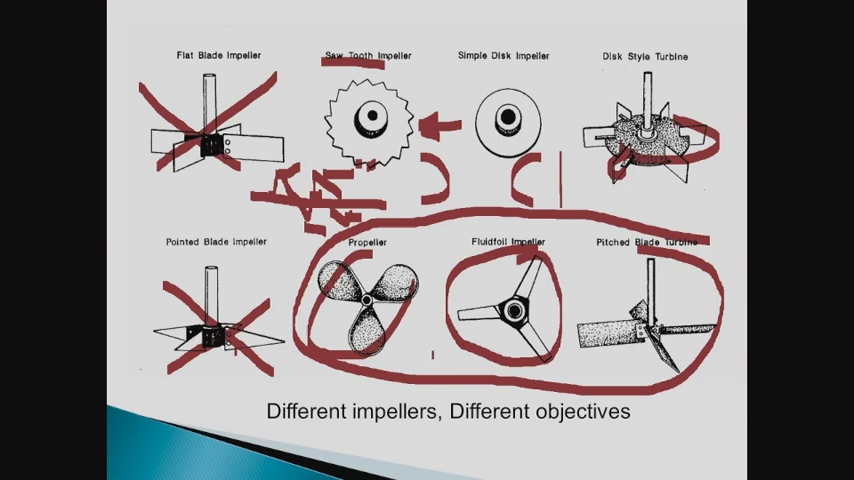 Flat Blade Impeller Saw Tooth Impeller Simple Disk Impeller Disk Style Turbine
Pointed Blade Impeller Propeller Fluidfoil Impeller Pitched Blade Turbine
Different impellers, Different objectives